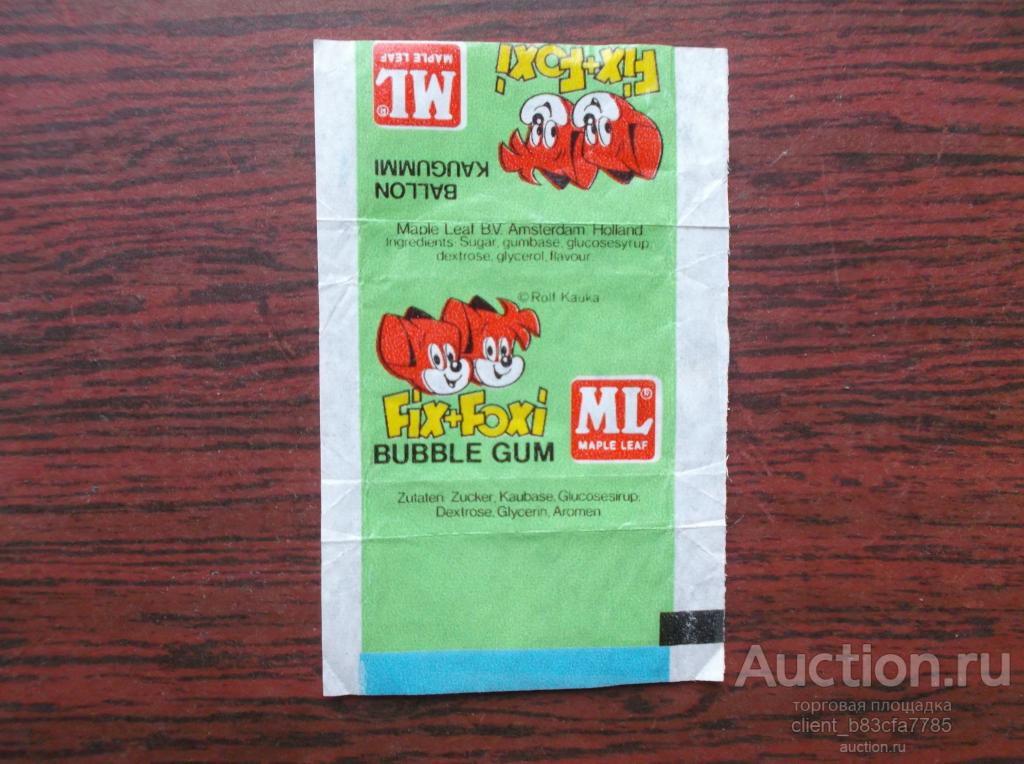 ML®
MAPLE LEAF
Fix+Foxi
BALLON
KAUGUMMI
Maple Leaf B.V. Amsterdam Holland
Ingredients: Sugar, gumbase, glucosesyrup,
dextrose, glycerol, flavour.
©Rolf Kauka
Fix+Foxi
BUBBLE GUM
ML®
MAPLE LEAF
Zutaten: Zucker, Kaubase, Glucosesirup,
Dextrose, Glycerin, Aromen
Auction.ru
торговая площадка
client_b83cfa7785
auction.ru